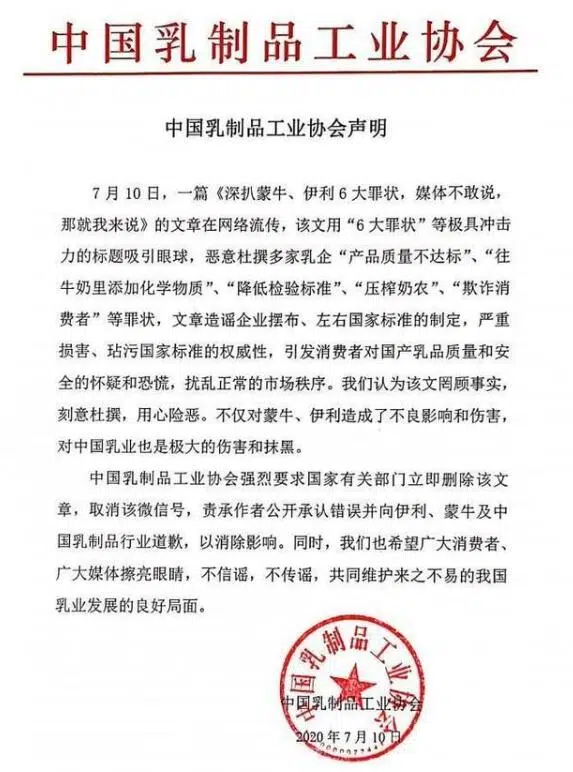 中国乳制品工业协会
中国乳制品工业协会声明
7月10日，一篇《深扒蒙牛、伊利6大罪状，媒体不敢说，
那就我来说》的文章在网络流传，该文用“6大罪状”等极具冲击
力的标题吸引眼球，恶意杜撰多家乳企“产品质量不达标”、“往
牛奶里添加化学物质”、“降低检验标准”、“压榨奶农”、“欺诈
消费者”等罪状，文章造谣企业摆布、左右国家标准的制定，严重
损害、玷污国家标准的权威性，引发消费者对国产乳品质量和
安全的怀疑和恐慌，扰乱正常的市场秩序。我们认为该文罔顾事实，
刻意杜撰，用心险恶。不仅对蒙牛、伊利造成了不良影响和伤害，
对中国乳业也是极大的伤害和抹黑。
中国乳制品工业协会强烈要求国家有关部门立即删除该文
章，取消该微信号，责承作者公开承认错误并向伊利、蒙牛及中
国乳制品行业道歉，以消除影响。同时，我们也希望广大消费者、
广大媒体擦亮眼睛，不信谣，不传谣，共同维护来之不易的我国
乳业发展的良好局面。
中国乳制品工业协会
中国乳制品工业协会
2020年7月10日